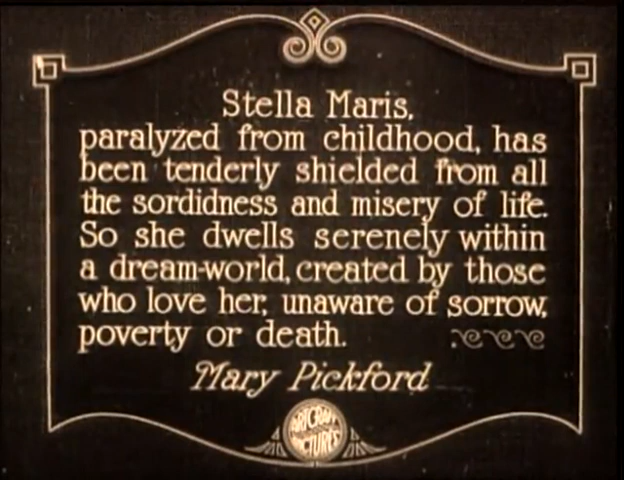 Stella Maris,
paralyzed from childhood, has
been tenderly shielded from all
the sordidness and misery of life.
So she dwells serenely within
a dream-world, created by those
who love her, unaware of sorrow,
poverty or death.
Mary Pickford
ARTCRAFT
PICTURES